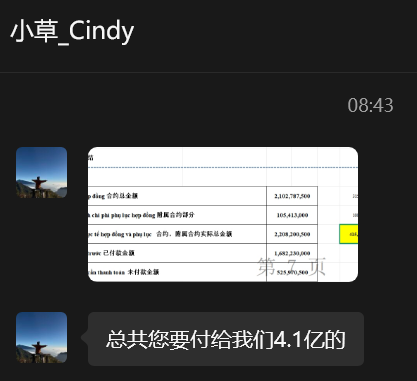 小草_Cindy
08:43
结
p đồng 合约总金额 2,102,787,500
h chi phí phụ lục hợp đồng 附属合约部分 105,413,000
ợc tế hợp đồng và phụ lục 合约、附属合约实际总金额 2,208,200,500
trước 已付款金额 1,682,230,000
cần thanh toán 未付款金额 525,970,500
第 7 页
总共您要付给我们4.1亿的